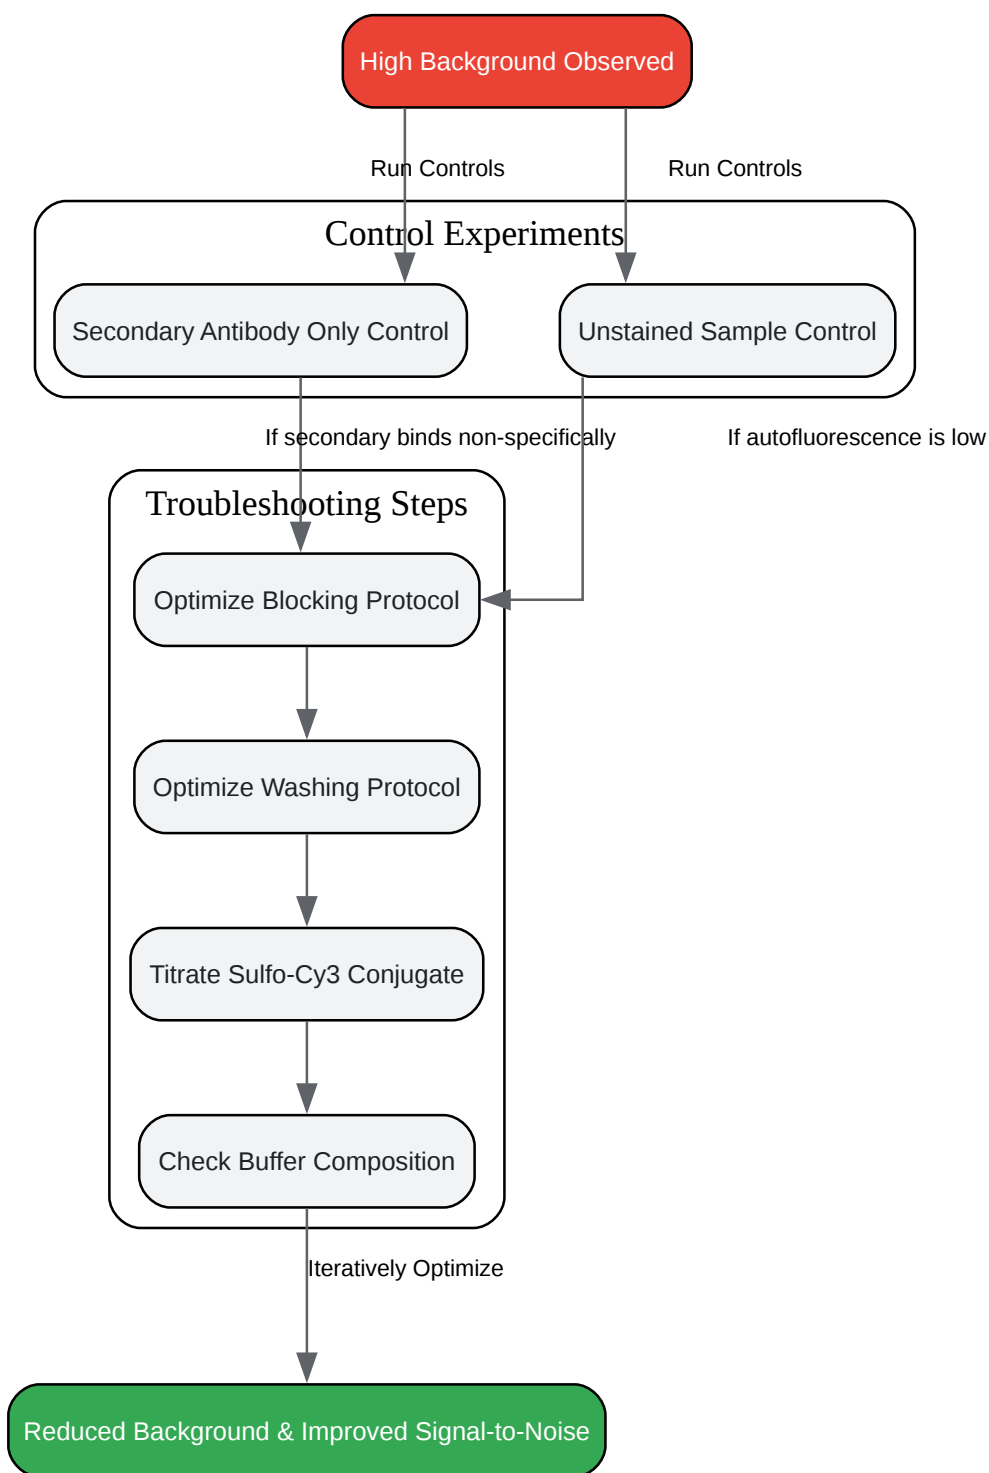 High Background Observed
Run Controls
Run Controls
Control Experiments
Secondary Antibody Only Control
Unstained Sample Control
If secondary binds non-specifically
If autofluorescence is low
Troubleshooting Steps
Optimize Blocking Protocol
Optimize Washing Protocol
Titrate Sulfo-Cy3 Conjugate
Check Buffer Composition
Iteratively Optimize
Reduced Background & Improved Signal-to-Noise